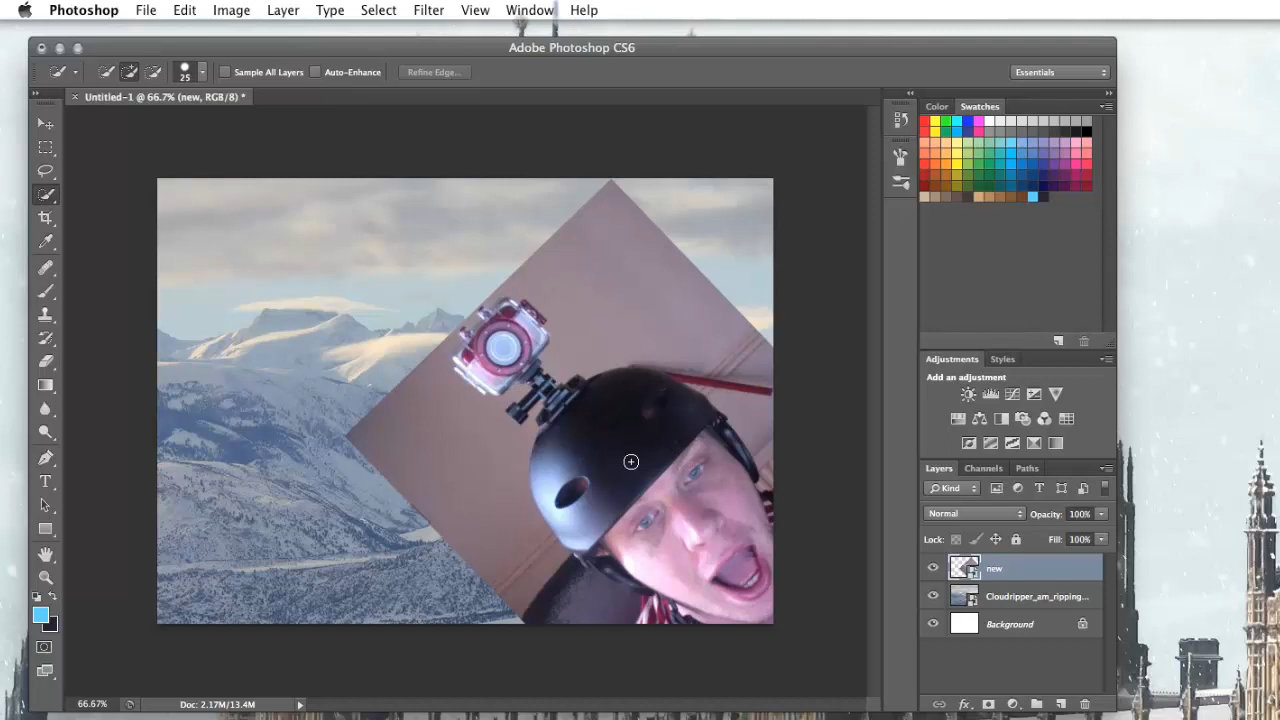 Photoshop File Edit Image Layer Type Select Filter View Window Help
Adobe Photoshop CS6
25 Sample All Layers Auto-Enhance Refine Edge... Essentials
Untitled-1 @ 66.7% (new, RGB/8) *
Color Swatches
Adjustments Styles
Add an adjustment
Layers Channels Paths
Kind
Normal Opacity: 100%
Lock: Fill: 100%
new
Cloudripper_am_ripping...
Background
fx.
66.67% Doc: 2.17M/13.4M